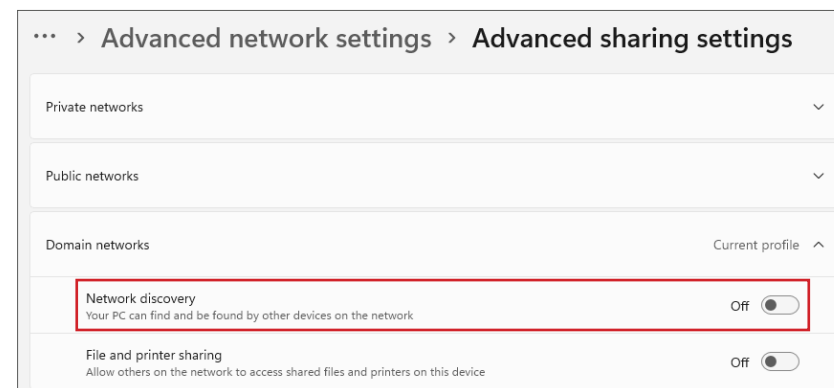 ... > Advanced network settings > Advanced sharing settings
Private networks
Public networks
Domain networks Current profile
Network discovery
Your PC can find and be found by other devices on the network
Off
File and printer sharing
Allow others on the network to access shared files and printers on this device
Off